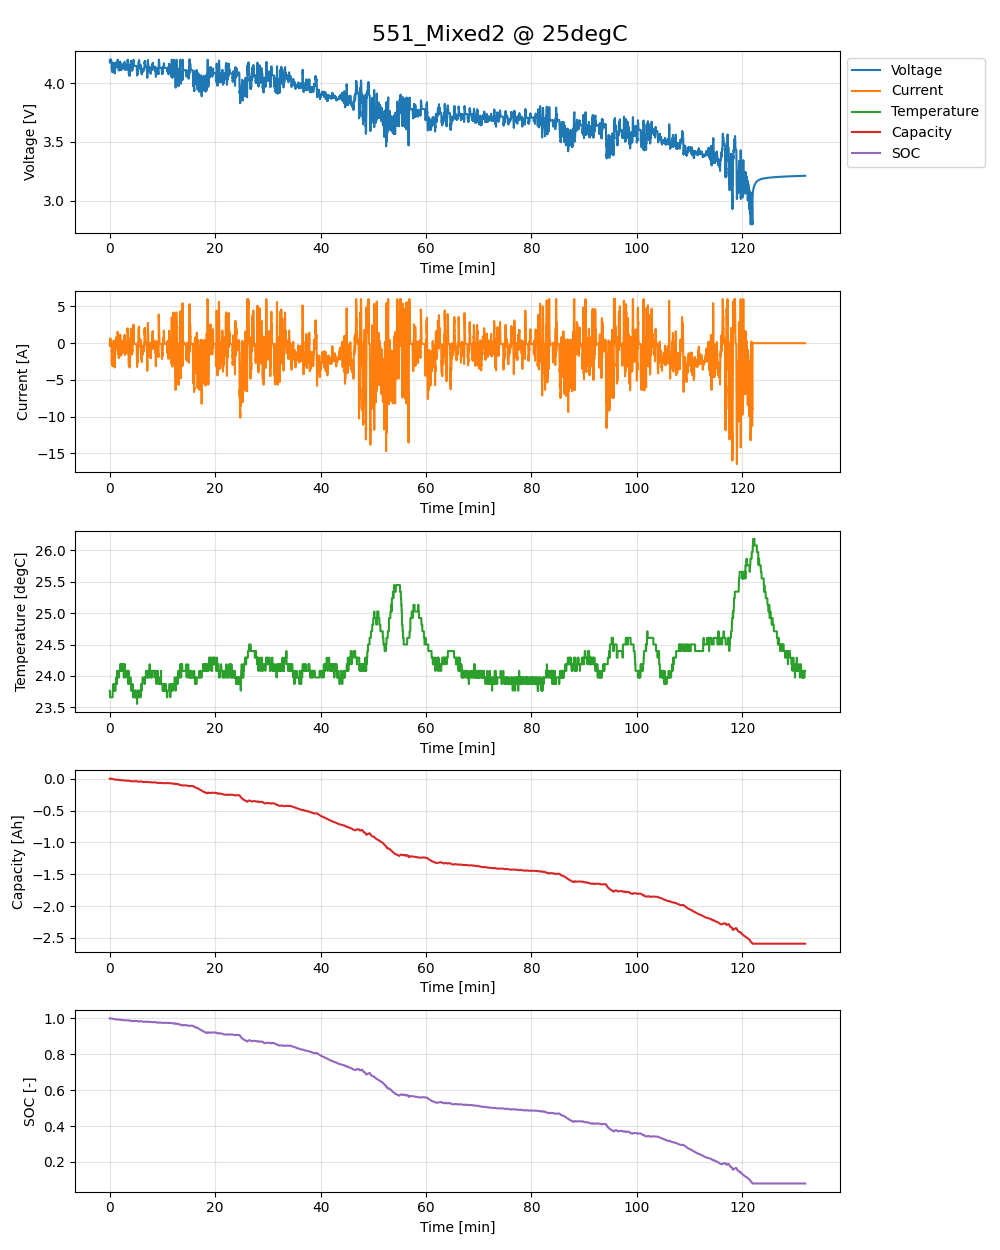 551_Mixed2 @ 25degC
Voltage [V]
4.0
3.5
3.0
0 20 40 60 80 100 120
Time [min]
Voltage
Current
Temperature
Capacity
SOC
Current [A]
5
0
−5
−10
−15
0 20 40 60 80 100 120
Time [min]
Temperature [degC]
26.0
25.5
25.0
24.5
24.0
23.5
0 20 40 60 80 100 120
Time [min]
Capacity [Ah]
0.0
−0.5
−1.0
−1.5
−2.0
−2.5
0 20 40 60 80 100 120
Time [min]
SOC [-]
1.0
0.8
0.6
0.4
0.2
0 20 40 60 80 100 120
Time [min]